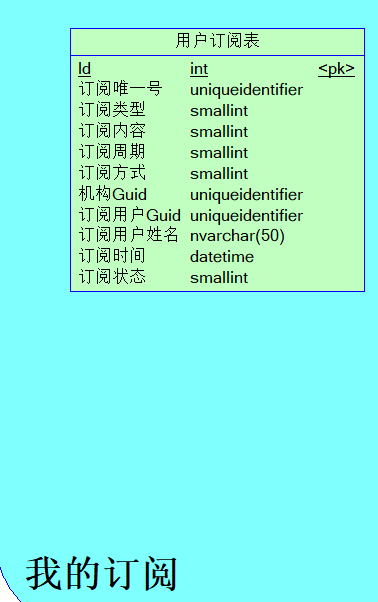 用户订阅表
Id int <pk>
订阅唯一号 uniqueidentifier
订阅类型 smallint
订阅内容 smallint
订阅周期 smallint
订阅方式 smallint
机构Guid uniqueidentifier
订阅用户Guid uniqueidentifier
订阅用户姓名 nvarchar(50)
订阅时间 datetime
订阅状态 smallint
我的订阅